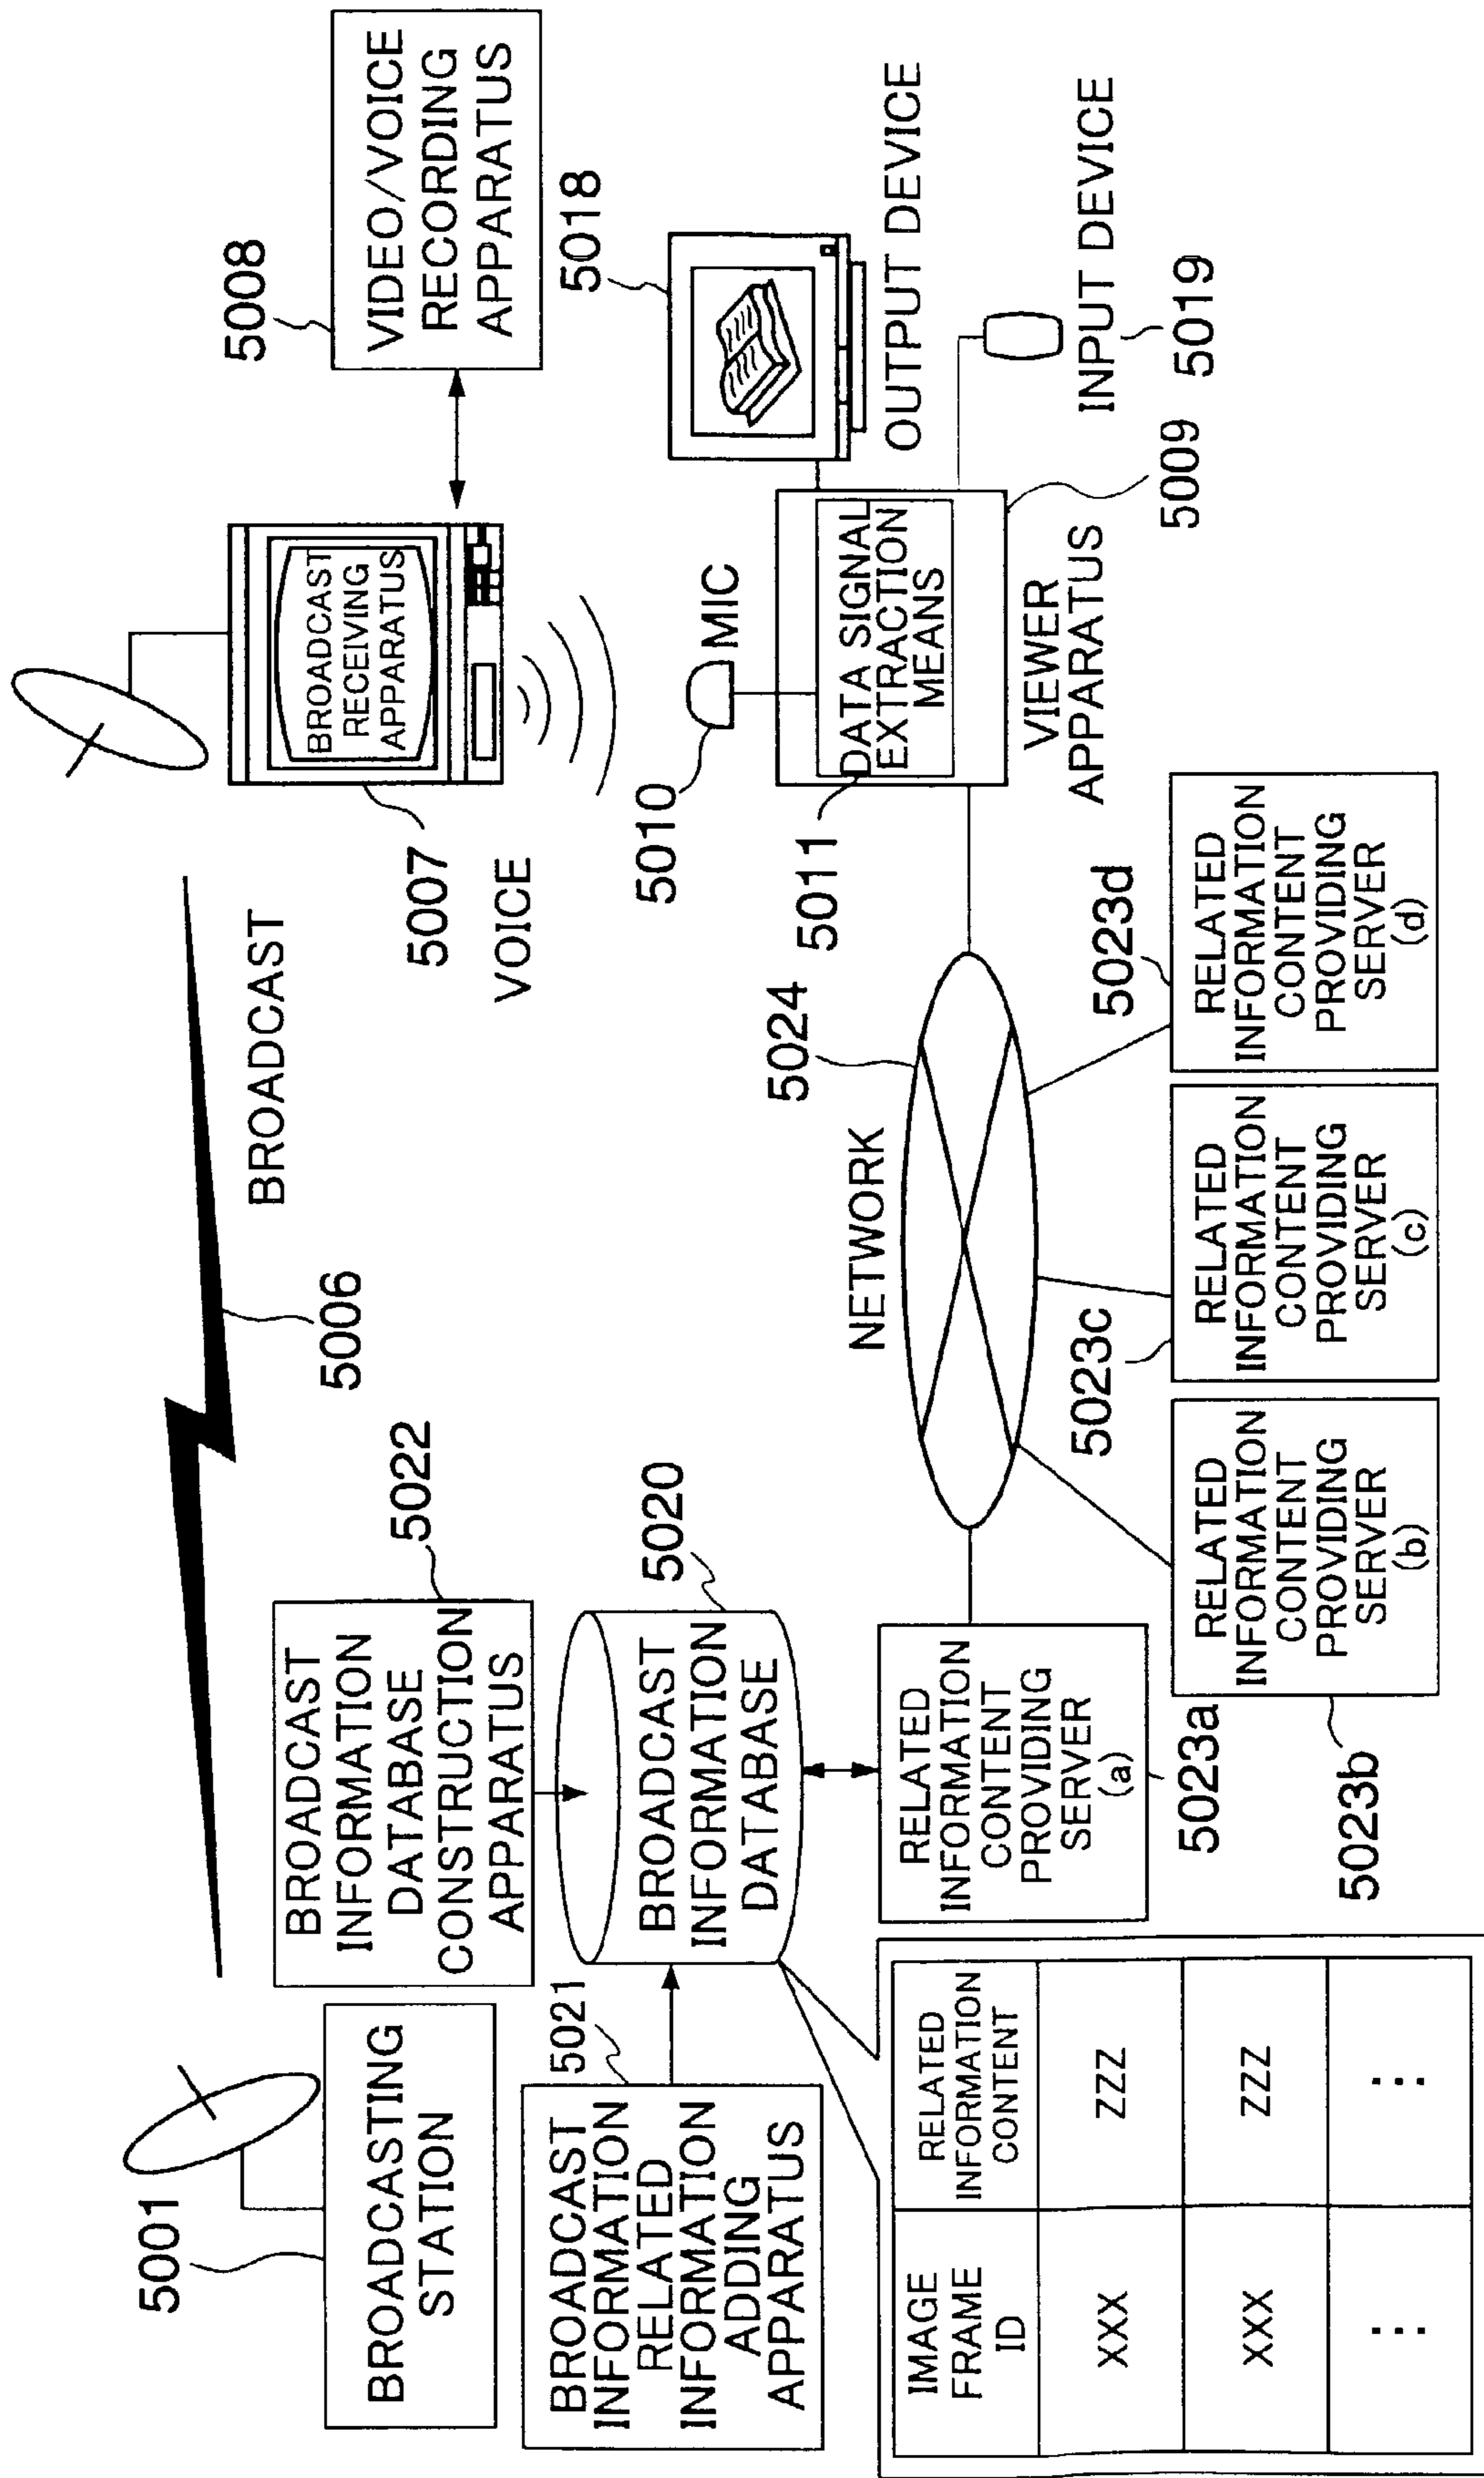 5001
BROADCASTING
STATION
5006
BROADCAST
5007
BROADCAST
RECEIVING
APPARATUS
VOICE
5008
VIDEO/VOICE
RECORDING
APPARATUS
BROADCAST
INFORMATION
DATABASE
CONSTRUCTION
APPARATUS
5022
BROADCAST
INFORMATION
RELATED
INFORMATION
ADDING
APPARATUS
5021
BROADCAST
INFORMATION
DATABASE
5020
5010
MIC
5011
DATA SIGNAL
EXTRACTION
MEANS
VIEWER
APPARATUS
5009
5018
OUTPUT DEVICE
INPUT DEVICE
5019
NETWORK
5024
RELATED
INFORMATION
CONTENT
PROVIDING
SERVER
(a)
5023a
RELATED
INFORMATION
CONTENT
PROVIDING
SERVER
(b)
5023b
RELATED
INFORMATION
CONTENT
PROVIDING
SERVER
(c)
5023c
RELATED
INFORMATION
CONTENT
PROVIDING
SERVER
(d)
5023d
IMAGE
FRAME
ID
RELATED
INFORMATION
CONTENT
XXX
ZZZ
XXX
ZZZ
⋮
⋮